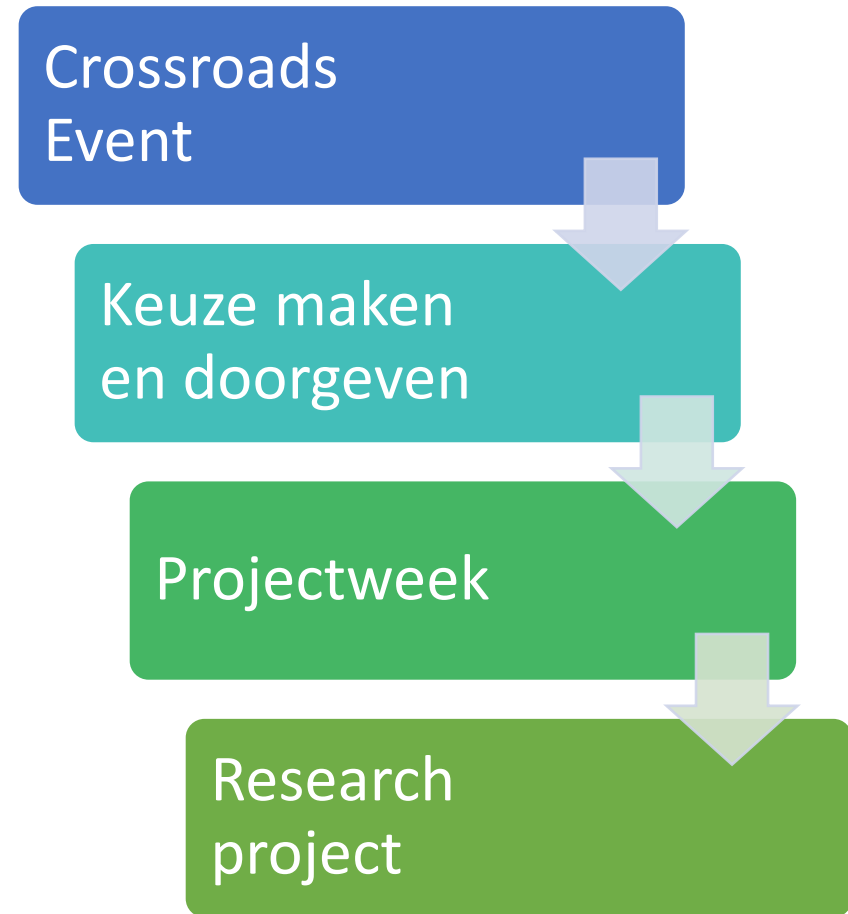 Crossroads
Event
Keuze maken
en doorgeven
Projectweek
Research
project